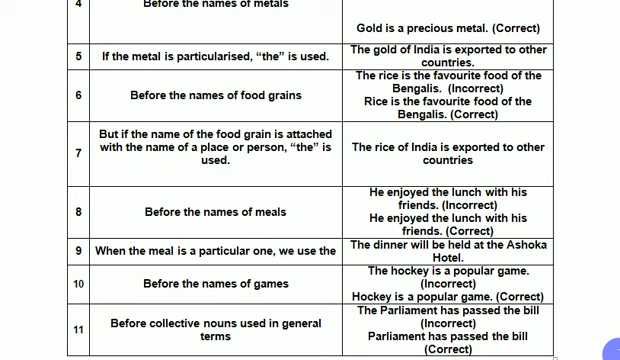 4 Before the names of metals
Gold is a precious metal. (Correct)
5 If the metal is particularised, “the” is used. The gold of India is exported to other
countries.
6 Before the names of food grains The rice is the favourite food of the
Bengalis. (Incorrect)
Rice is the favourite food of the
Bengalis. (Correct)
7 But if the name of the food grain is attached
with the name of a place or person, “the” is
used.
The rice of India is exported to other
countries
8 Before the names of meals He enjoyed the lunch with his
friends. (Incorrect)
He enjoyed the lunch with his
friends. (Correct)
9 When the meal is a particular one, we use the The dinner will be held at the Ashoka
Hotel.
10 Before the names of games The hockey is a popular game.
(Incorrect)
Hockey is a popular game. (Correct)
11 Before collective nouns used in general
terms
The Parliament has passed the bill
(Incorrect)
Parliament has passed the bill
(Correct)